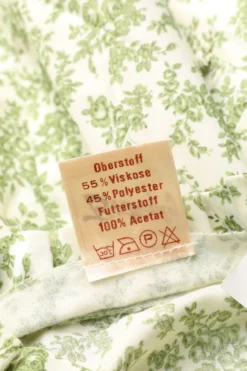 Oberstoff
55%Viskose
45%Polyester
Futterstoff
100% Acetat
P